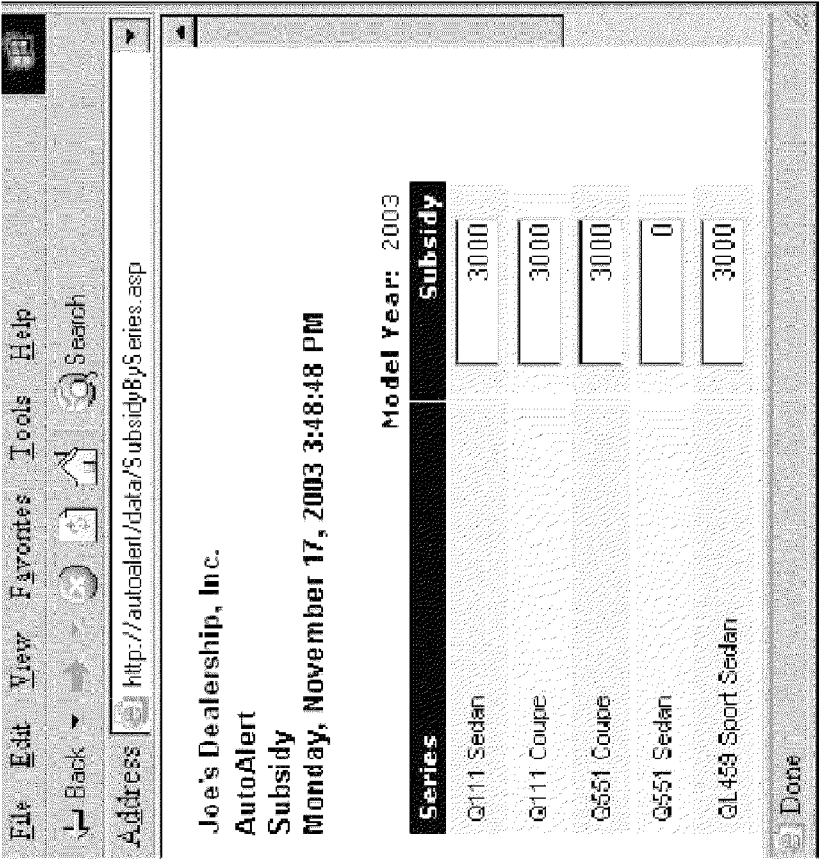 File Edit View Favorites Tools Help
Back Search
Address http://autoalert/data/SubsidyBySeries.asp
Joe's Dealership, Inc.
AutoAlert
Subsidy
Monday, November 17, 2003 3:48:48 PM
Model Year: 2003
Series Subsidy
Q111 Sedan 3000
Q111 Coupe 3000
Q551 Coupe 3000
Q551 Sedan 0
QL459 Sport Sedan 3000
Done